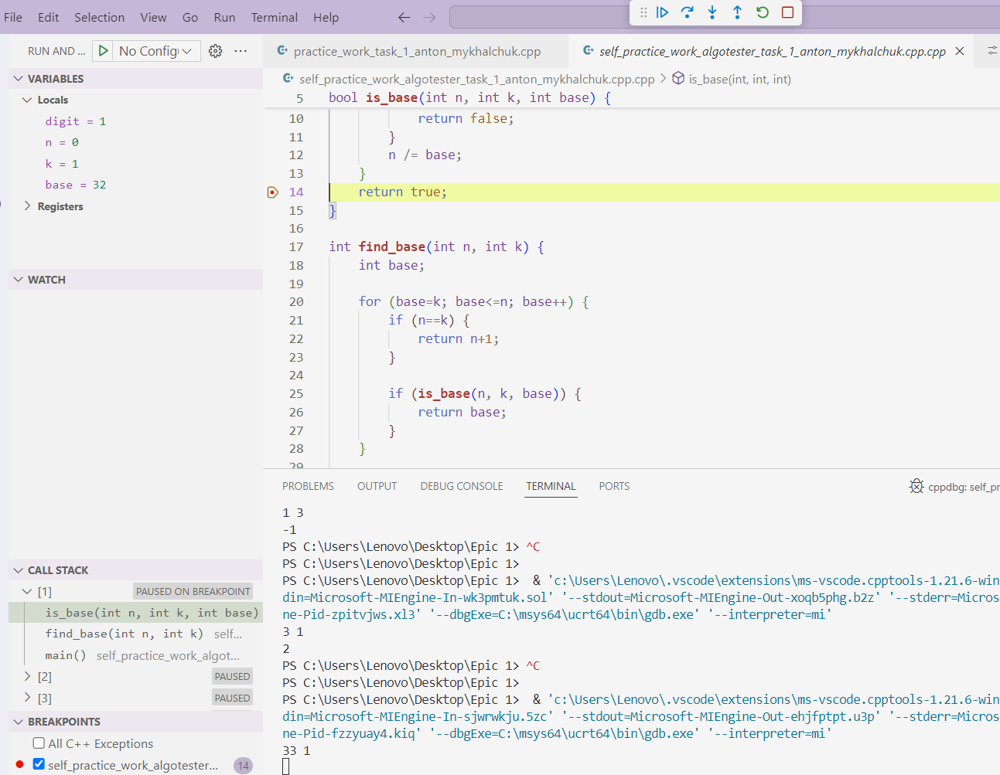 File Edit Selection View Go Run Terminal Help
RUN AND ... No Config
VARIABLES
Locals
digit = 1
n = 0
k = 1
base = 32
Registers
WATCH
CALL STACK
[1] PAUSED ON BREAKPOINT
is_base(int n, int k, int base)
find_base(int n, int k) self...
main() self_practice_work_algot...
[2] PAUSED
[3] PAUSED
BREAKPOINTS
All C++ Exceptions
self_practice_work_algotester... 14
practice_work_task_1_anton_mykhalchuk.cpp self_practice_work_algotester_task_1_anton_mykhalchuk.cpp.cpp
self_practice_work_algotester_task_1_anton_mykhalchuk.cpp.cpp > is_base(int, int, int)
5 bool is_base(int n, int k, int base) {
10 return false;
11 }
12 n /= base;
13 }
14 return true;
15 }
16
17 int find_base(int n, int k) {
18 int base;
19
20 for (base=k; base<=n; base++) {
21 if (n==k) {
22 return n+1;
23 }
24
25 if (is_base(n, k, base)) {
26 return base;
27 }
28 }
29
PROBLEMS OUTPUT DEBUG CONSOLE TERMINAL PORTS cppdbg: self_pr
1 3
-1
PS C:\Users\Lenovo\Desktop\Epic 1> ^C
PS C:\Users\Lenovo\Desktop\Epic 1>
PS C:\Users\Lenovo\Desktop\Epic 1> & 'c:\Users\Lenovo\.vscode\extensions\ms-vscode.cpptools-1.21.6-win
din=Microsoft-MIEngine-In-wk3pmtuk.sol' '--stdout=Microsoft-MIEngine-Out-xoqb5phg.b2z' '--stderr=Micros
ne-Pid-zpitvjws.xl3' '--dbgExe=C:\msys64\ucrt64\bin\gdb.exe' '--interpreter=mi'
3 1
2
PS C:\Users\Lenovo\Desktop\Epic 1> ^C
PS C:\Users\Lenovo\Desktop\Epic 1>
PS C:\Users\Lenovo\Desktop\Epic 1> & 'c:\Users\Lenovo\.vscode\extensions\ms-vscode.cpptools-1.21.6-win
din=Microsoft-MIEngine-In-sjwrwkju.5zc' '--stdout=Microsoft-MIEngine-Out-ehjfptpt.u3p' '--stderr=Micros
ne-Pid-fzzyuay4.kiq' '--dbgExe=C:\msys64\ucrt64\bin\gdb.exe' '--interpreter=mi'
33 1